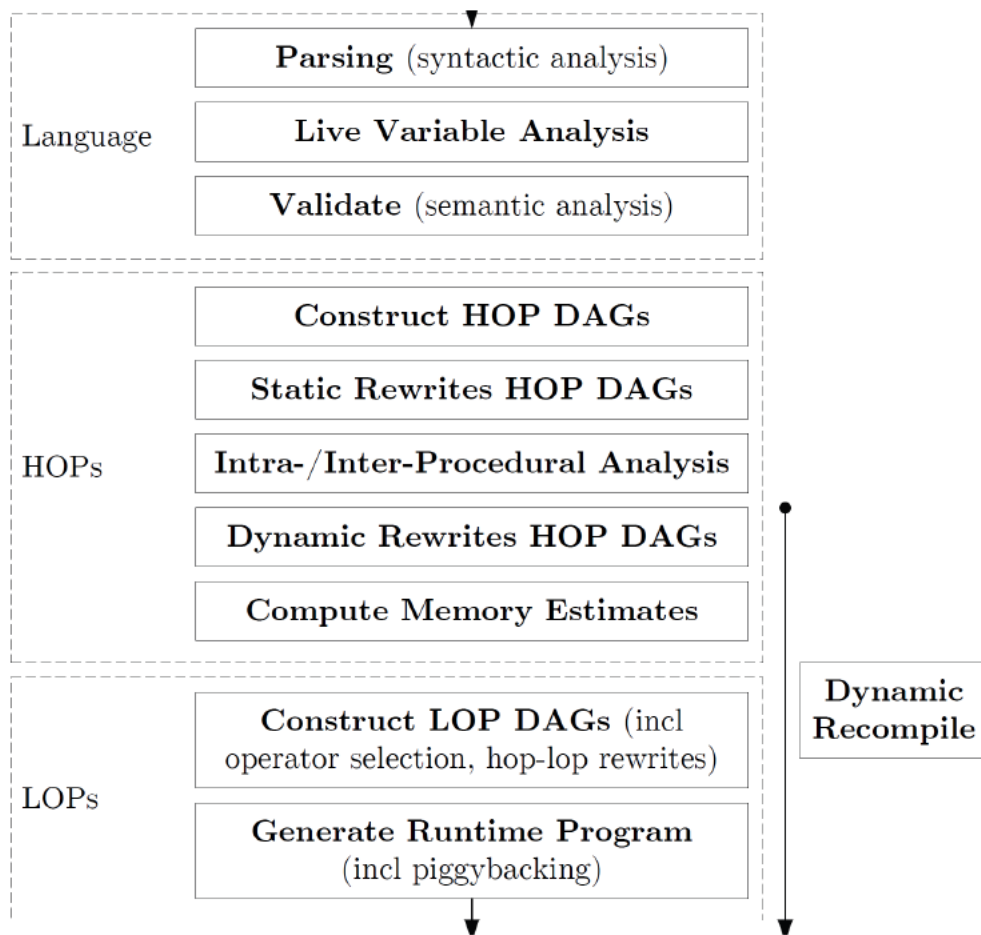 Parsing (syntactic analysis)
Language
Live Variable Analysis
Validate (semantic analysis)
Construct HOP DAGs
Static Rewrites HOP DAGs
HOPs
Intra-/Inter-Procedural Analysis
Dynamic Rewrites HOP DAGs
Compute Memory Estimates
Construct LOP DAGs (incl
operator selection, hop-lop rewrites)
LOPs
Generate Runtime Program
(incl piggybacking)
Dynamic
Recompile